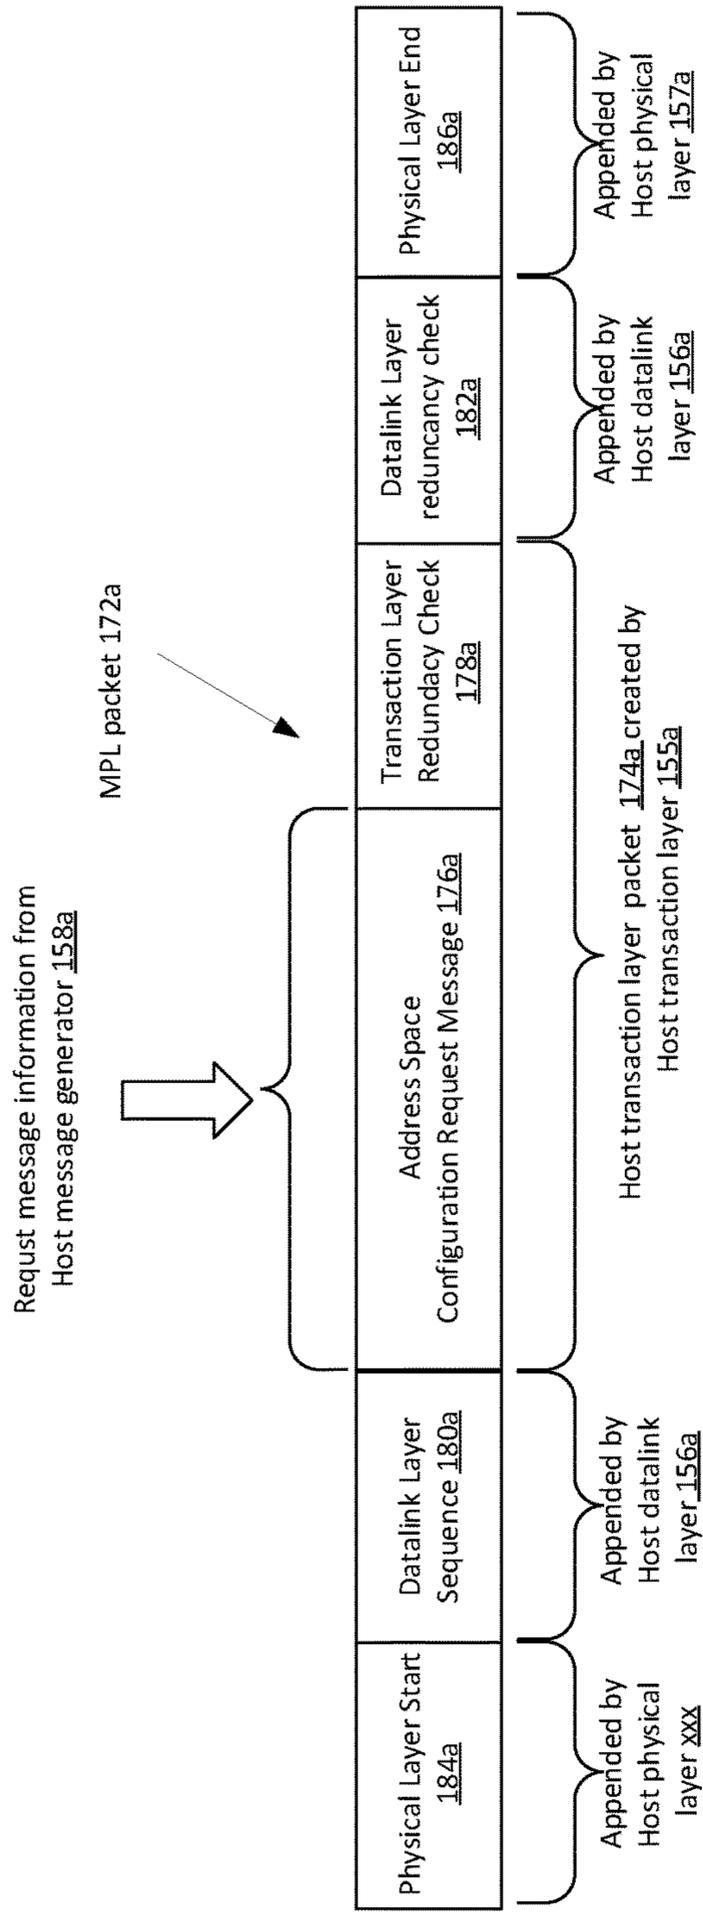 Requst message information from
Host message generator 158a
MPL packet 172a
Physical Layer Start
184a
Datalink Layer
Sequence 180a
Address Space
Configuration Request Message 176a
Transaction Layer
Redundacy Check
178a
Datalink Layer
reduncancy check
182a
Physical Layer End
186a
Appended by
Host physical
layer xxx
Appended by
Host datalink
layer 156a
Host transaction layer packet 174a created by
Host transaction layer 155a
Appended by
Host datalink
layer 156a
Appended by
Host physical
layer 157a